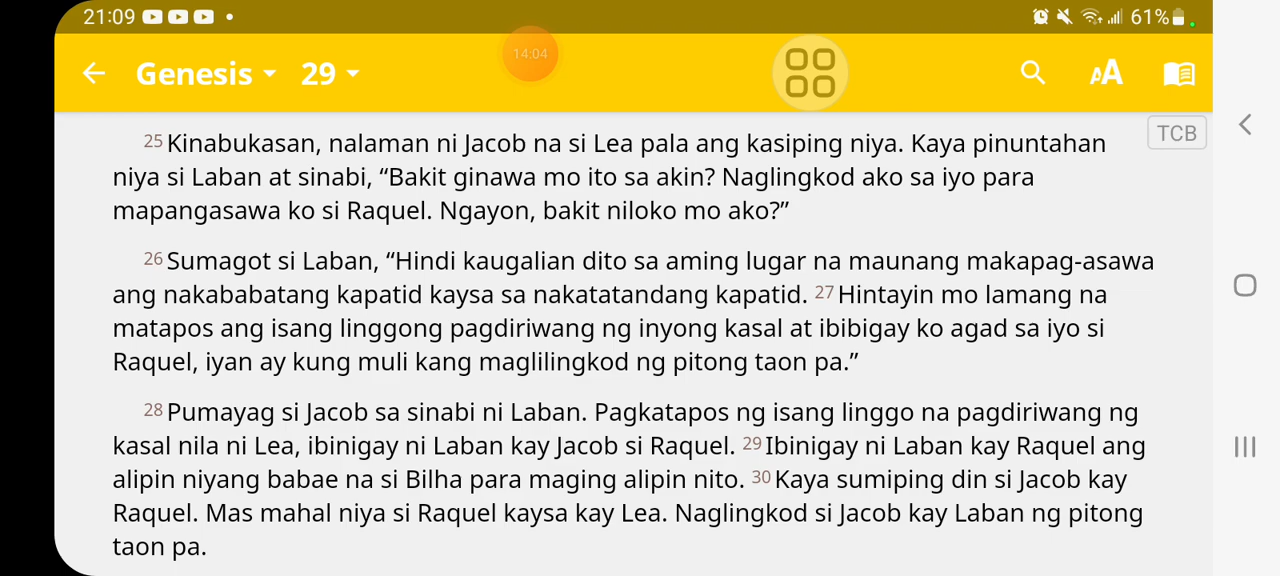 21:09 61%
Genesis 29 14:04
TCB
25 Kinabukasan, nalaman ni Jacob na si Lea pala ang kasiping niya. Kaya pinuntahan
niya si Laban at sinabi, “Bakit ginawa mo ito sa akin? Naglingkod ako sa iyo para
mapangasawa ko si Raquel. Ngayon, bakit niloko mo ako?”
26 Sumagot si Laban, “Hindi kaugalian dito sa aming lugar na maunang makapag-asawa
ang nakababatang kapatid kaysa sa nakatatandang kapatid. 27 Hintayin mo lamang na
matapos ang isang linggong pagdiriwang ng inyong kasal at ibibigay ko agad sa iyo si
Raquel, iyan ay kung muli kang maglilingkod ng pitong taon pa.”
28 Pumayag si Jacob sa sinabi ni Laban. Pagkatapos ng isang linggo na pagdiriwang ng
kasal nila ni Lea, ibinigay ni Laban kay Jacob si Raquel. 29 Ibinigay ni Laban kay Raquel ang
alipin niyang babae na si Bilha para maging alipin nito. 30 Kaya sumiping din si Jacob kay
Raquel. Mas mahal niya si Raquel kaysa kay Lea. Naglingkod si Jacob kay Laban ng pitong
taon pa.